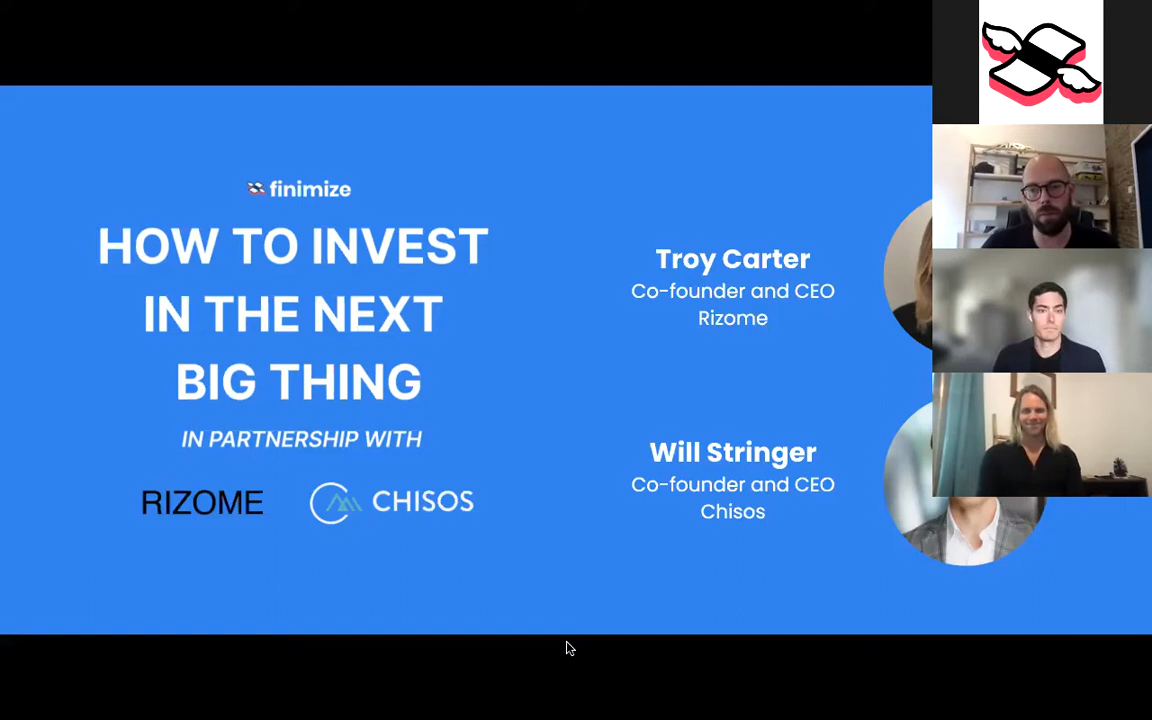 finimize
HOW TO INVEST
IN THE NEXT
BIG THING
IN PARTNERSHIP WITH
RIZOME
CHISOS
Troy Carter
Co-founder and CEO
Rizome
Will Stringer
Co-founder and CEO
Chisos